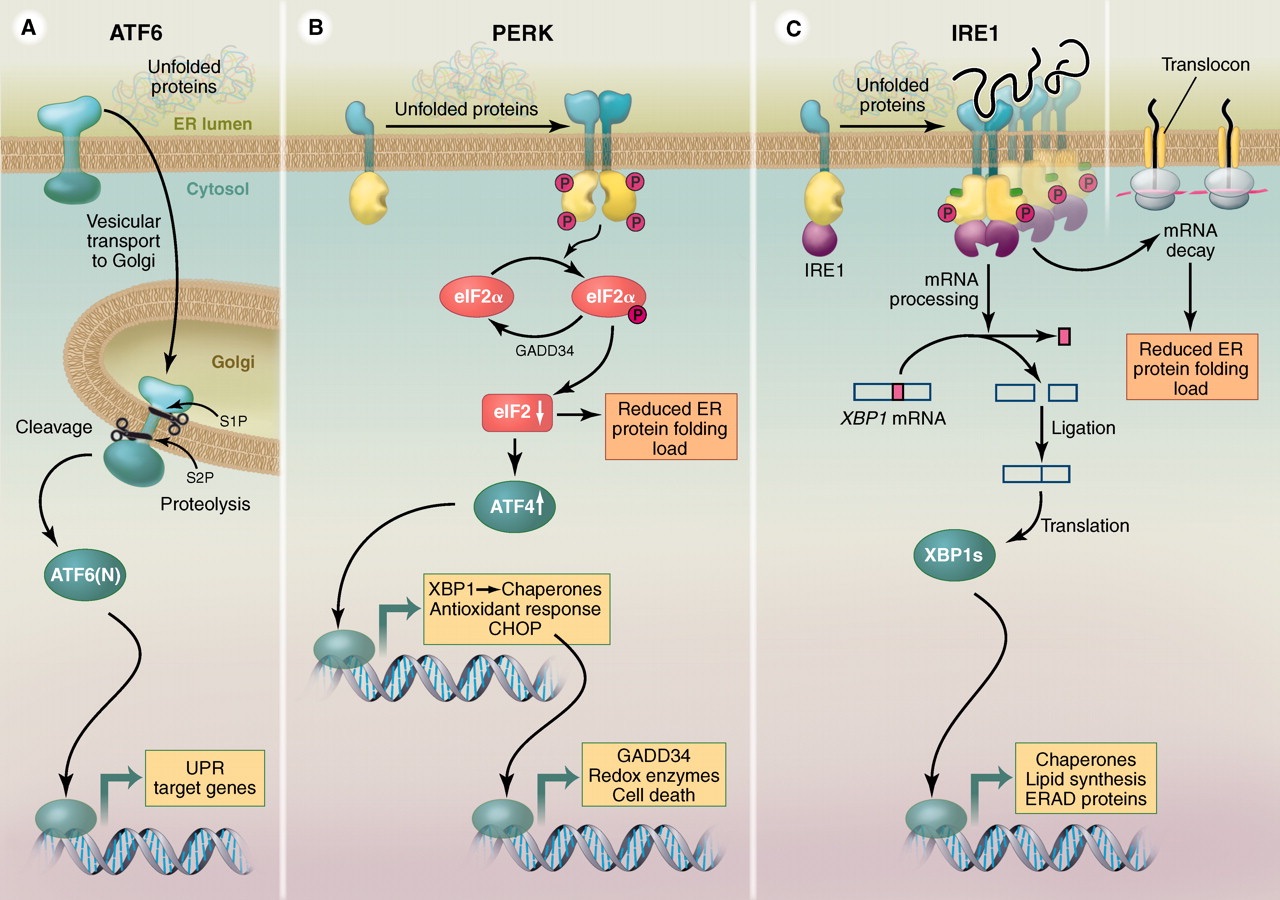 A
ATF6
Unfolded
proteins
ER lumen
Cytosol
Vesicular
transport
to Golgi
Golgi
Cleavage
S1P
S2P
Proteolysis
ATF6(N)
UPR
target genes
B
PERK
Unfolded proteins
P
P
P
P
eIF2α
eIF2α
P
GADD34
eIF2
Reduced ER
protein folding
load
ATF4
XBP1→Chaperones
Antioxidant response
CHOP
GADD34
Redox enzymes
Cell death
C
IRE1
Unfolded
proteins
Translocon
P
P
P
P
IRE1
mRNA
processing
mRNA
decay
Reduced ER
protein folding
load
XBP1 mRNA
Ligation
Translation
XBP1s
Chaperones
Lipid synthesis
ERAD proteins